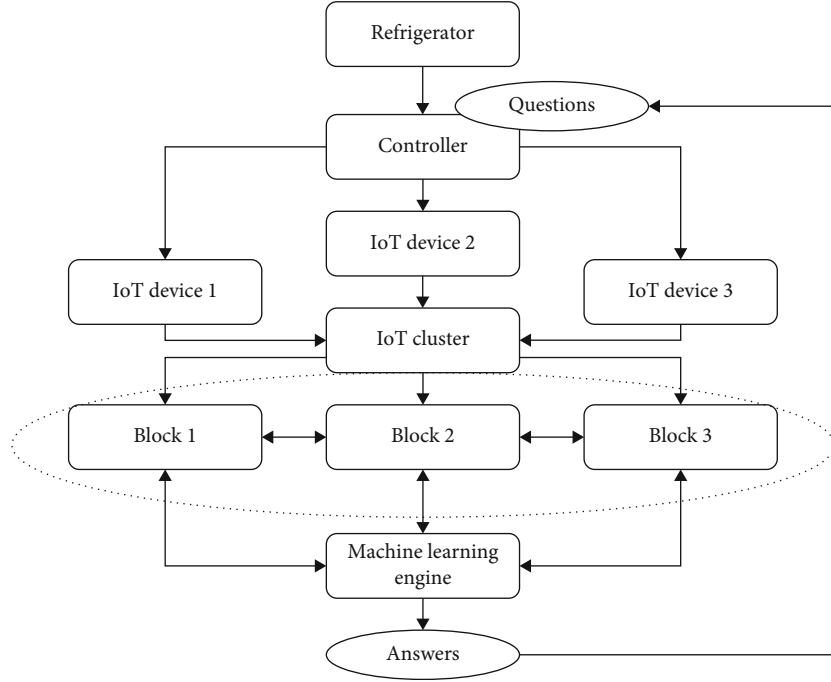 Refrigerator
Questions
Controller
IoT device 2
IoT device 1
IoT device 3
IoT cluster
Block 1
Block 2
Block 3
Machine learning
engine
Answers